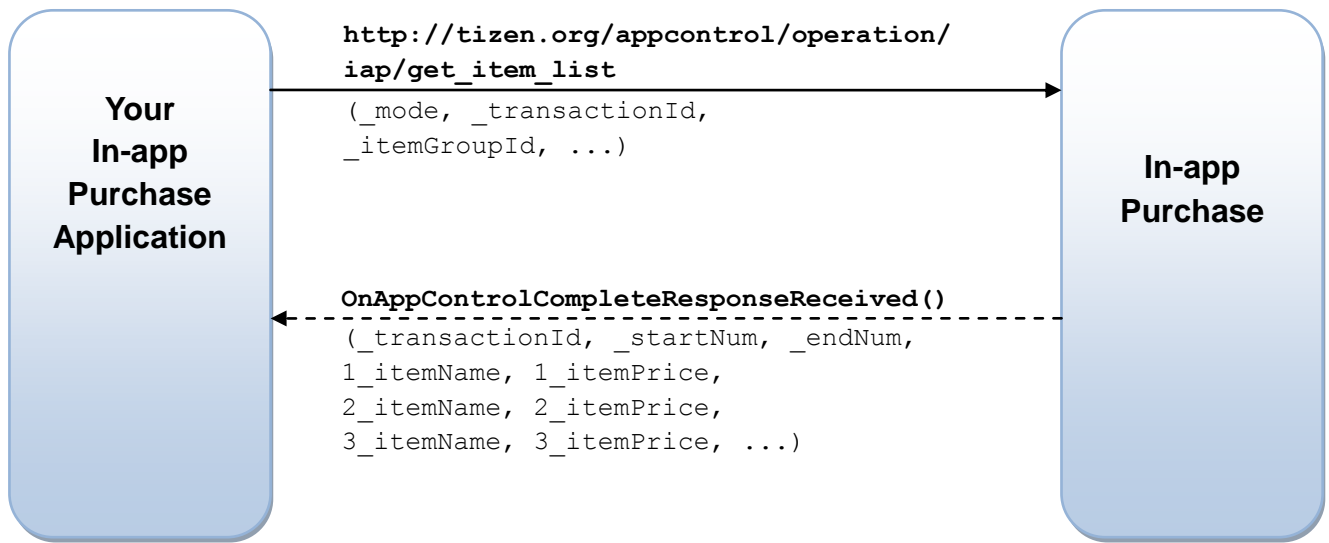 Your
In-app
Purchase
Application
http://tizen.org/appcontrol/operation/
iap/get_item_list
(_mode, _transactionId,
_itemGroupId, ...)
OnAppControlCompleteResponseReceived()
(_transactionId, _startNum, _endNum,
1_itemName, 1_itemPrice,
2_itemName, 2_itemPrice,
3_itemName, 3_itemPrice, ...)
In-app
Purchase